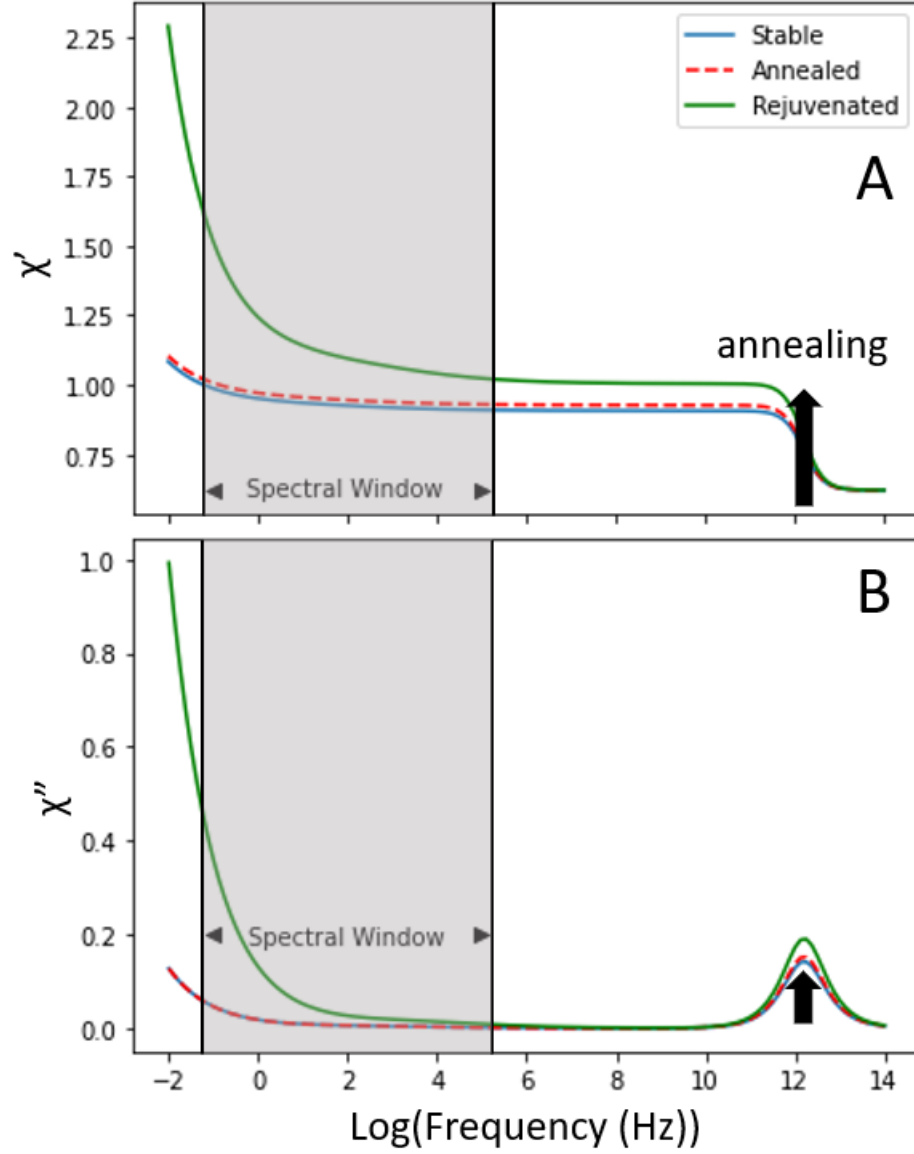 2.25
2.00
1.75
1.50
1.25
1.00
0.75
χ′
Stable
Annealed
Rejuvenated
A
annealing
Spectral Window
1.0
0.8
0.6
0.4
0.2
0.0
χ″
B
Spectral Window
−2 0 2 4 6 8 10 12 14
Log(Frequency (Hz))